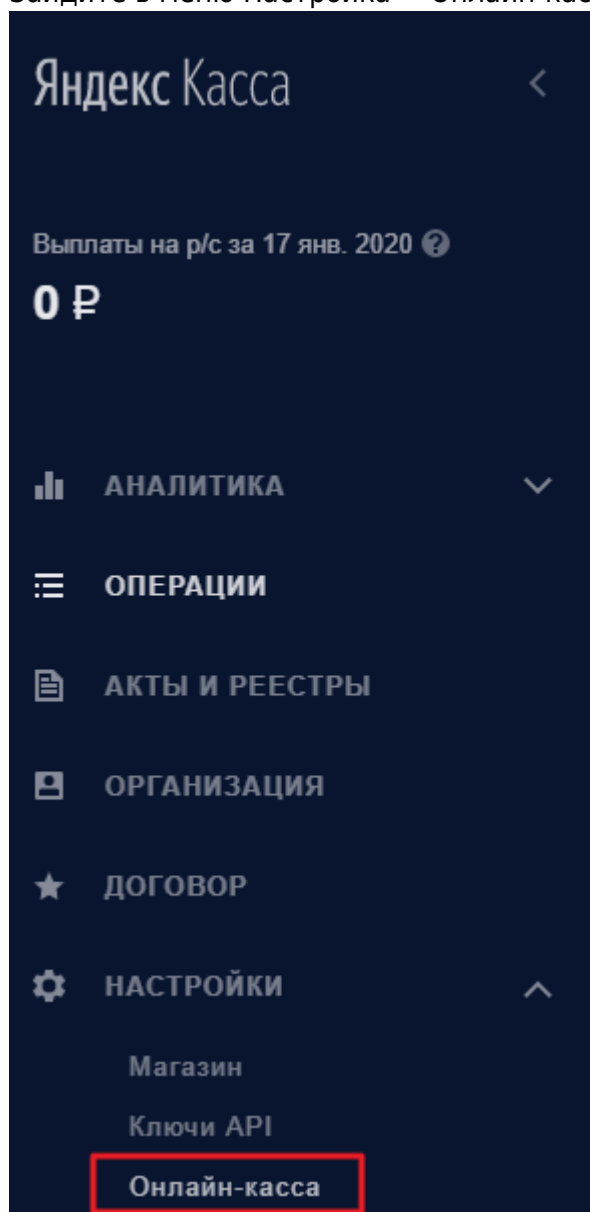 Зайдите в меню Настройка
Онлайн-кас
Яндекс Касса
Выплаты на р/с за 17 янв. 2020
0 ₽
АНАЛИТИКА
ОПЕРАЦИИ
АКТЫ И РЕЕСТРЫ
ОРГАНИЗАЦИЯ
ДОГОВОР
НАСТРОЙКИ
Магазин
Ключи API
Онлайн-касса